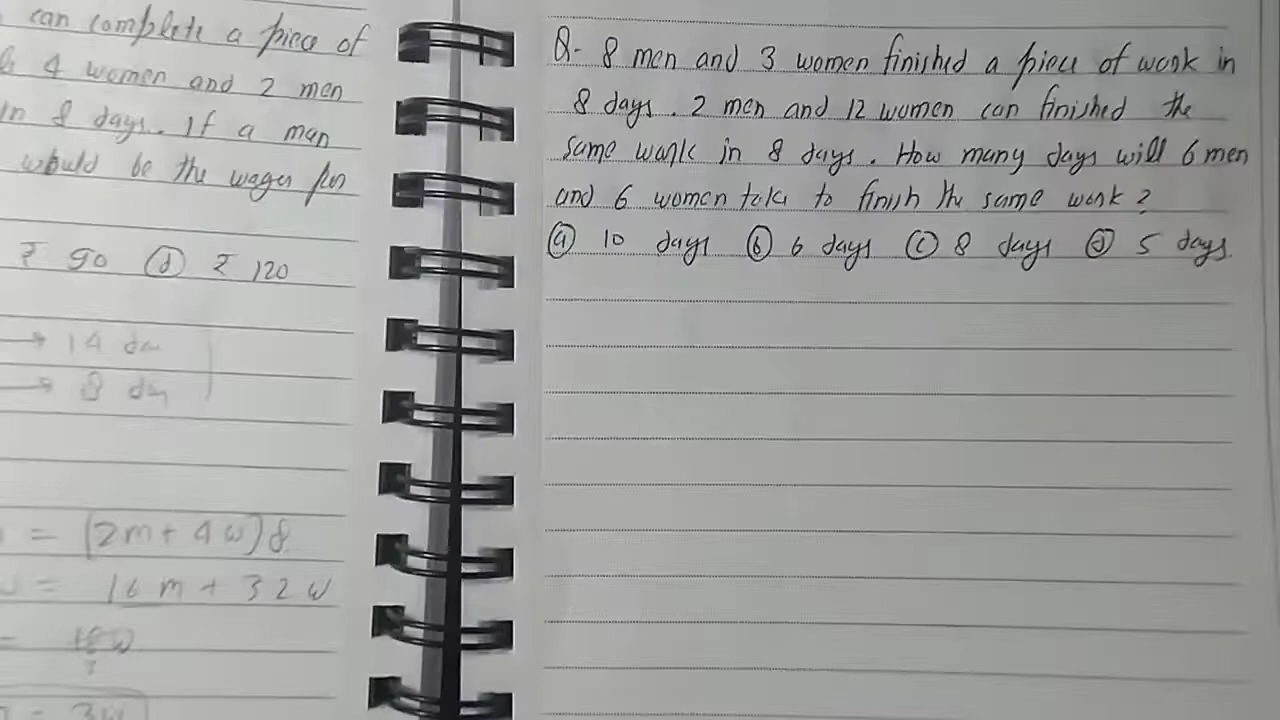 can complete a piece of
4 women and 2 men
in 8 days. If a man
would be the wages per
₹ 90 (d) ₹ 120
→ 14 da
→ 8 day
= (2m + 4w) 8
= 16m + 32w
= 18w
= 3w
Q- 8 men and 3 women finished a piece of work in
8 days. 2 men and 12 women can finished the
same work in 8 days. How many days will 6 men
and 6 women take to finish the same work?
(a) 10 days (b) 6 days (c) 8 days (d) 5 days.